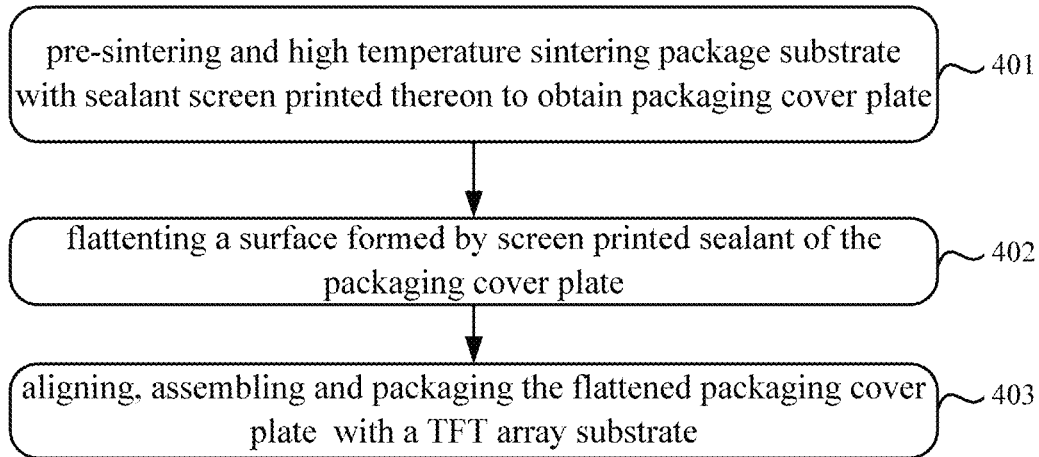 pre-sintering and high temperature sintering package substrate
with sealant screen printed thereon to obtain packaging cover plate
401
flattenting a surface formed by screen printed sealant of the
packaging cover plate
402
aligning, assembling and packaging the flattened packaging cover
plate with a TFT array substrate
403